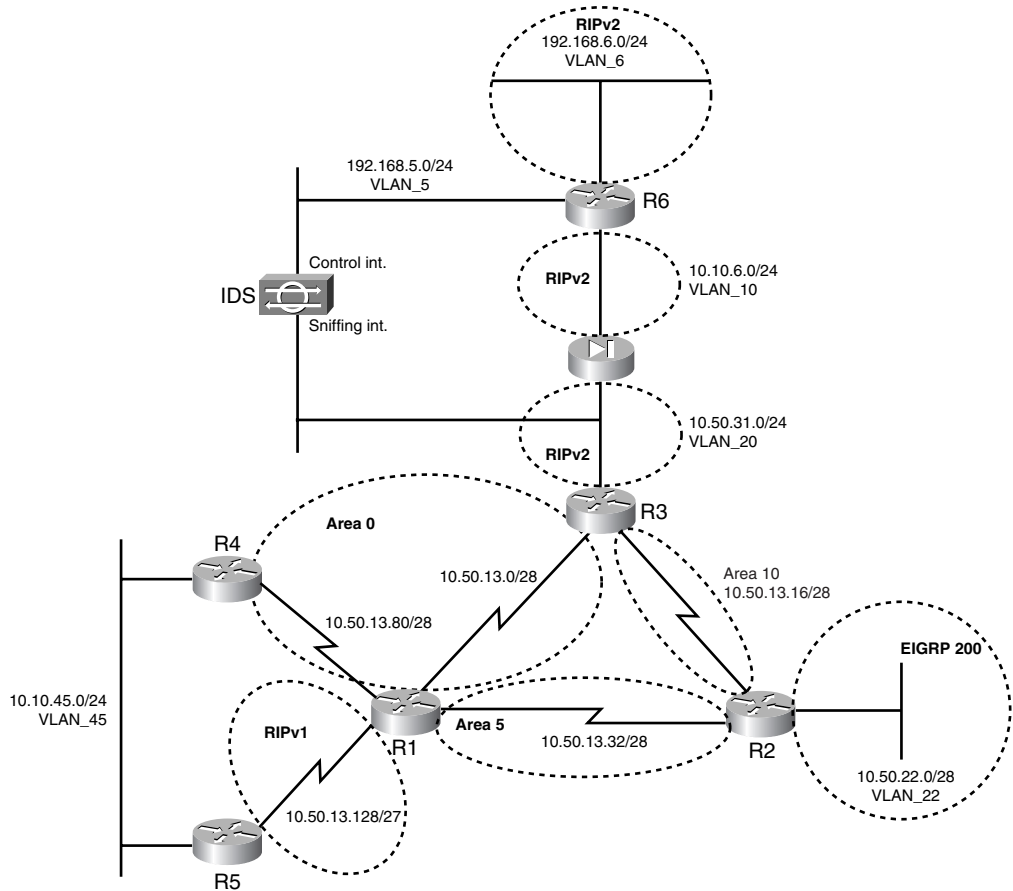 RIPv2
192.168.6.0/24
VLAN_6
192.168.5.0/24
VLAN_5
R6
Control int.
IDS
Sniffing int.
RIPv2
10.10.6.0/24
VLAN_10
10.50.31.0/24
VLAN_20
RIPv2
R3
Area 0
R4
10.50.13.0/28
Area 10
10.50.13.16/28
10.50.13.80/28
EIGRP 200
10.10.45.0/24
VLAN_45
RIPv1
R1
Area 5
10.50.13.32/28
R2
10.50.22.0/28
VLAN_22
10.50.13.128/27
R5